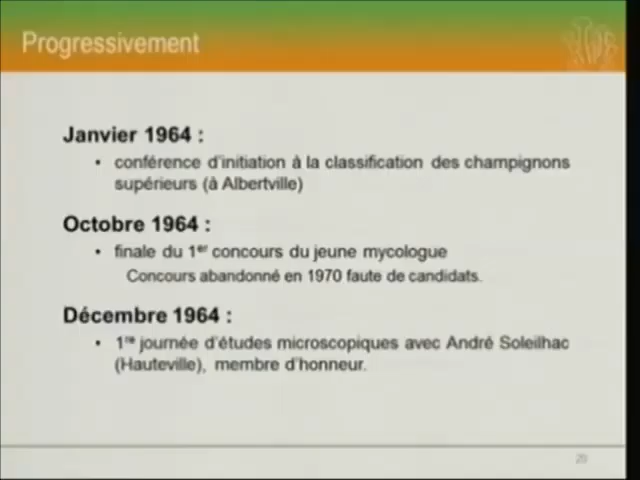 Progressivement
Janvier 1964 :
• conférence d'initiation à la classification des champignons
supérieurs (à Albertville)
Octobre 1964 :
• finale du 1er concours du jeune mycologue
Concours abandonné en 1970 faute de candidats.
Décembre 1964 :
• 1re journée d'études microscopiques avec André Soleilhac
(Hauteville), membre d'honneur.
20